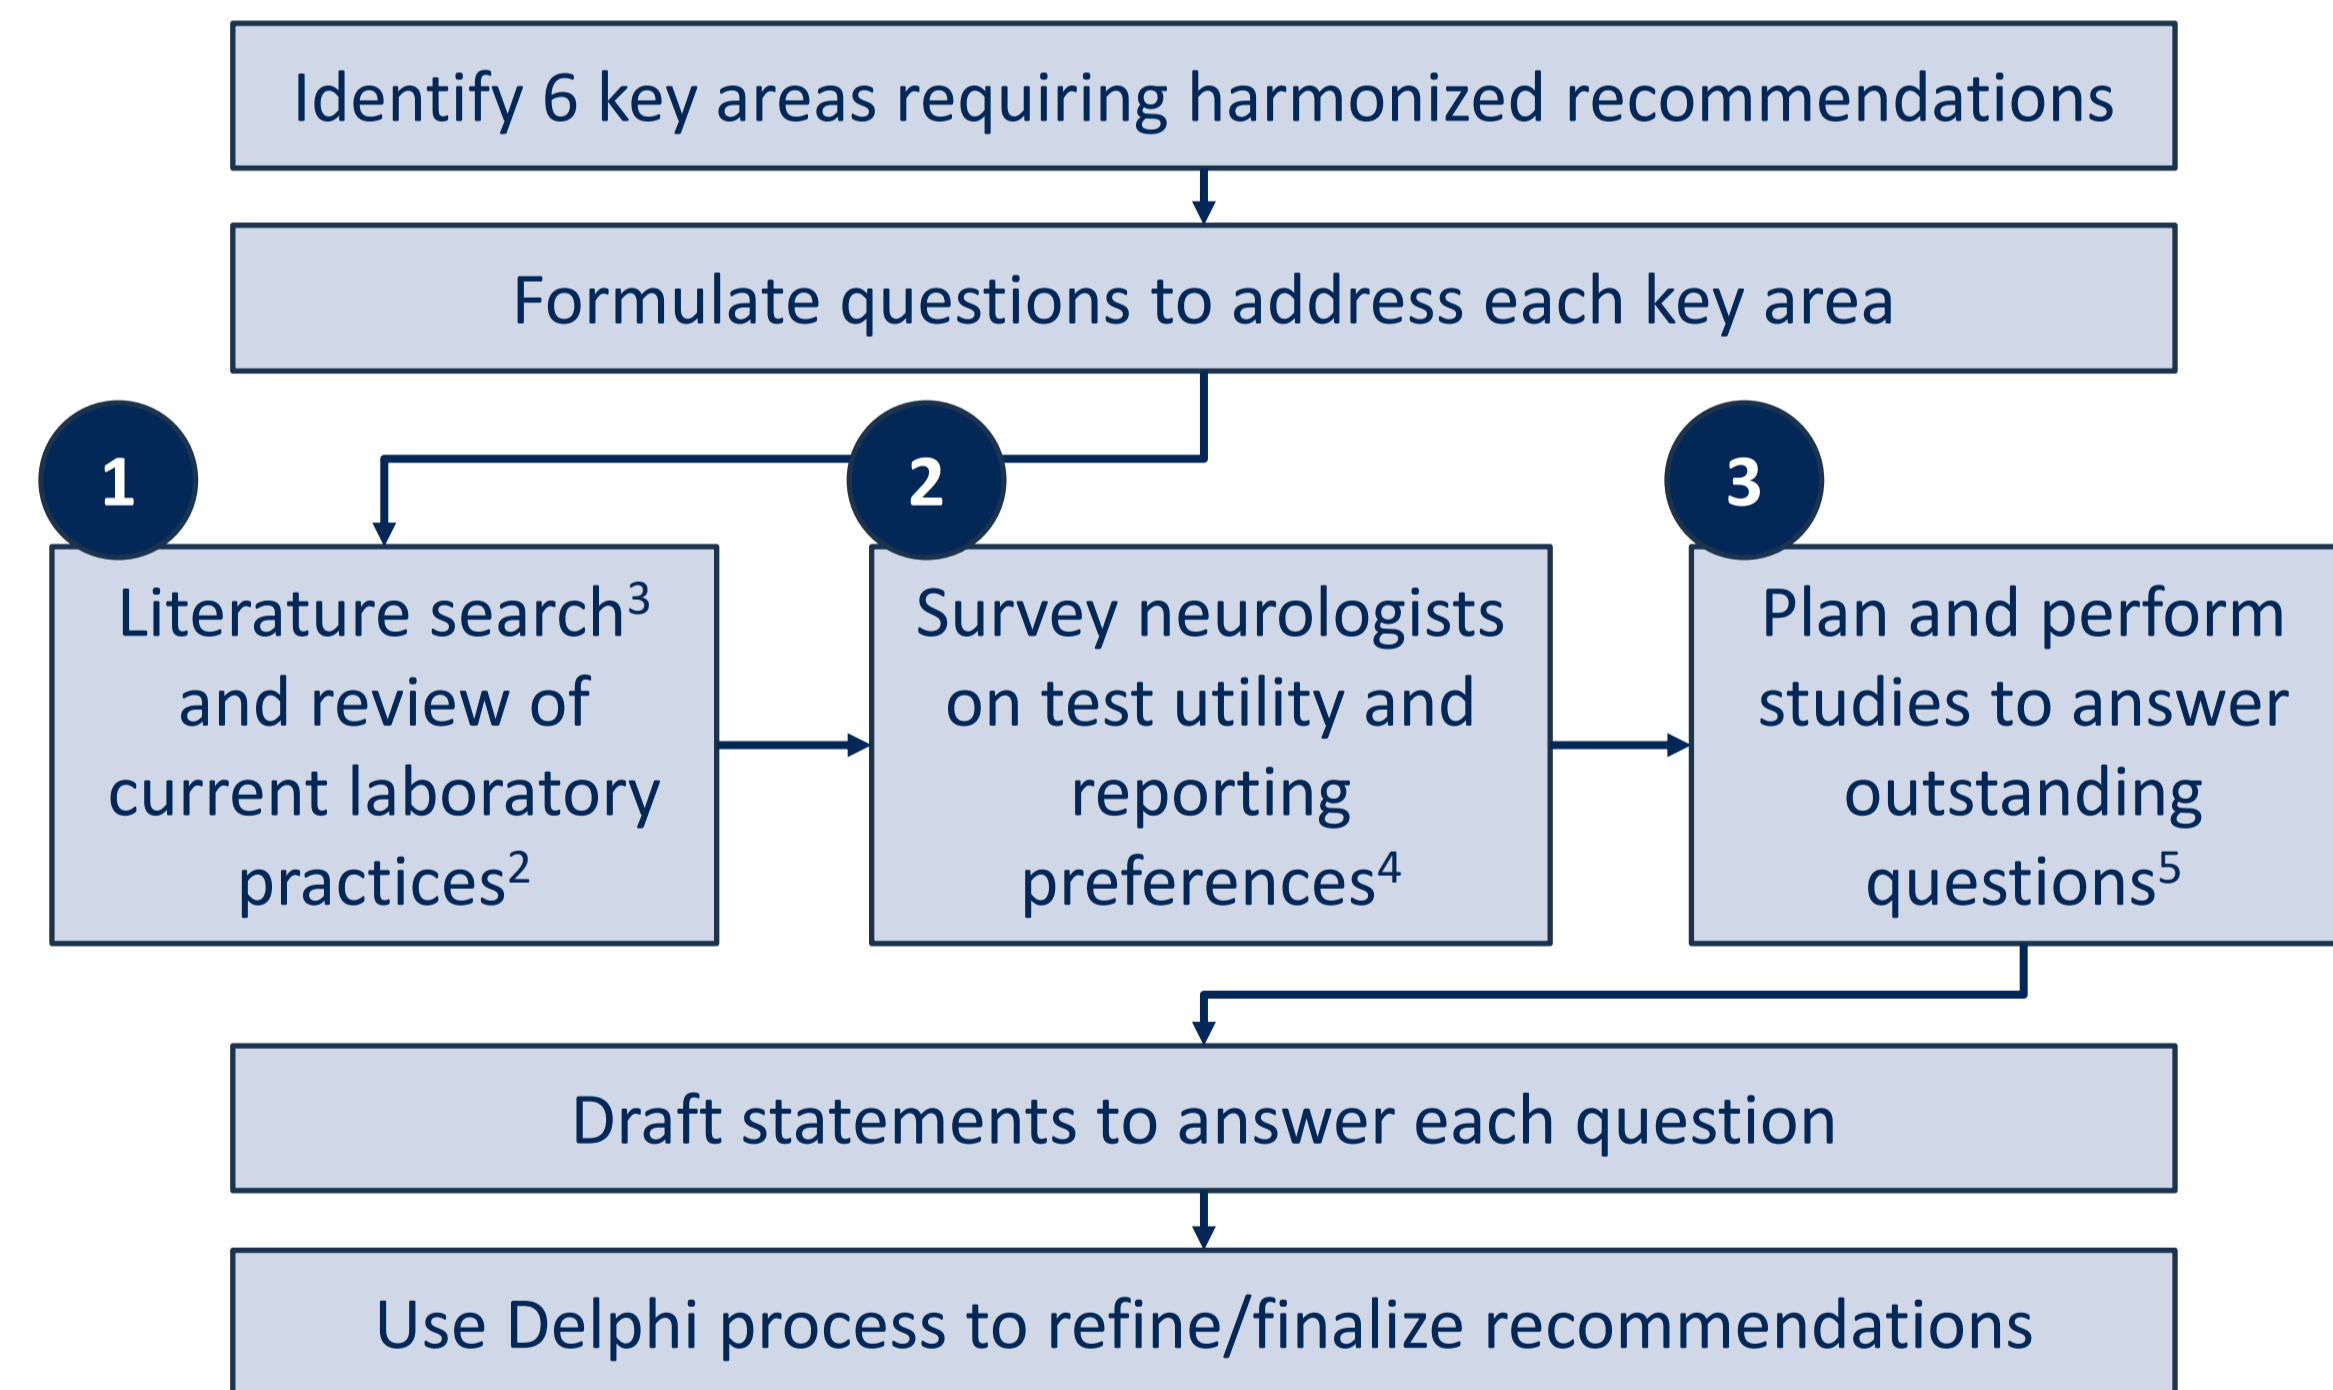 Identify 6 key areas requiring harmonized recommendations
Formulate questions to address each key area
1
Literature search³
and review of
current laboratory
practices²
2
Survey neurologists
on test utility and
reporting
preferences⁴
3
Plan and perform
studies to answer
outstanding
questions⁵
Draft statements to answer each question
Use Delphi process to refine/finalize recommendations